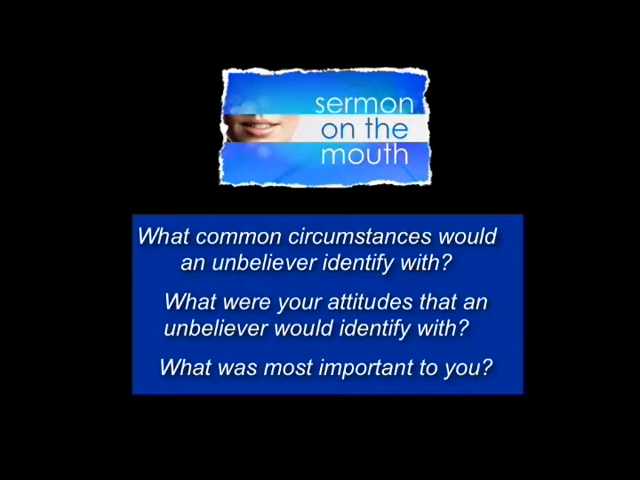 sermon
on the
mouth
What common circumstances would
an unbeliever identify with?
What were your attitudes that an
unbeliever would identify with?
What was most important to you?